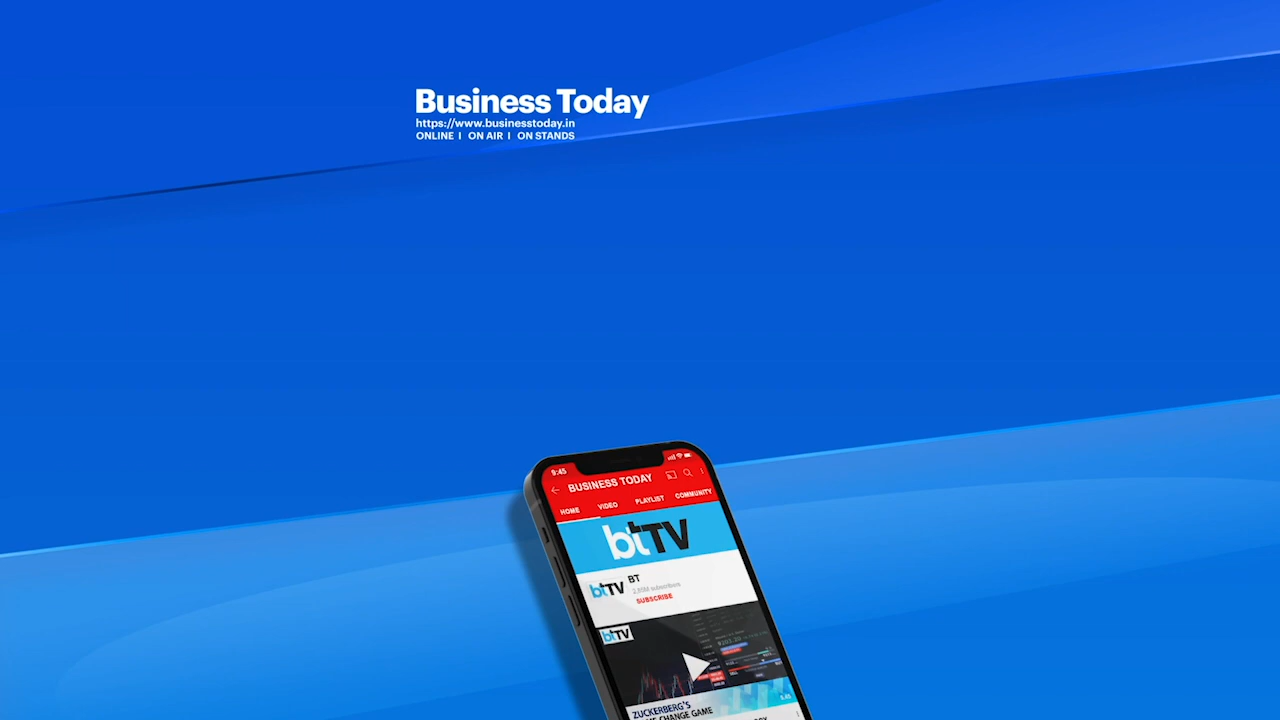 Business Today
https://www.businesstoday.in
ONLINE I ON AIR I ON STANDS
9:45
BUSINESS TODAY
HOME VIDEO PLAYLIST COMMUNITY
btTV
btTV
BT
subscribers
SUBSCRIBE
btTV
ZUCKERBERG'S
CHANGE GAME